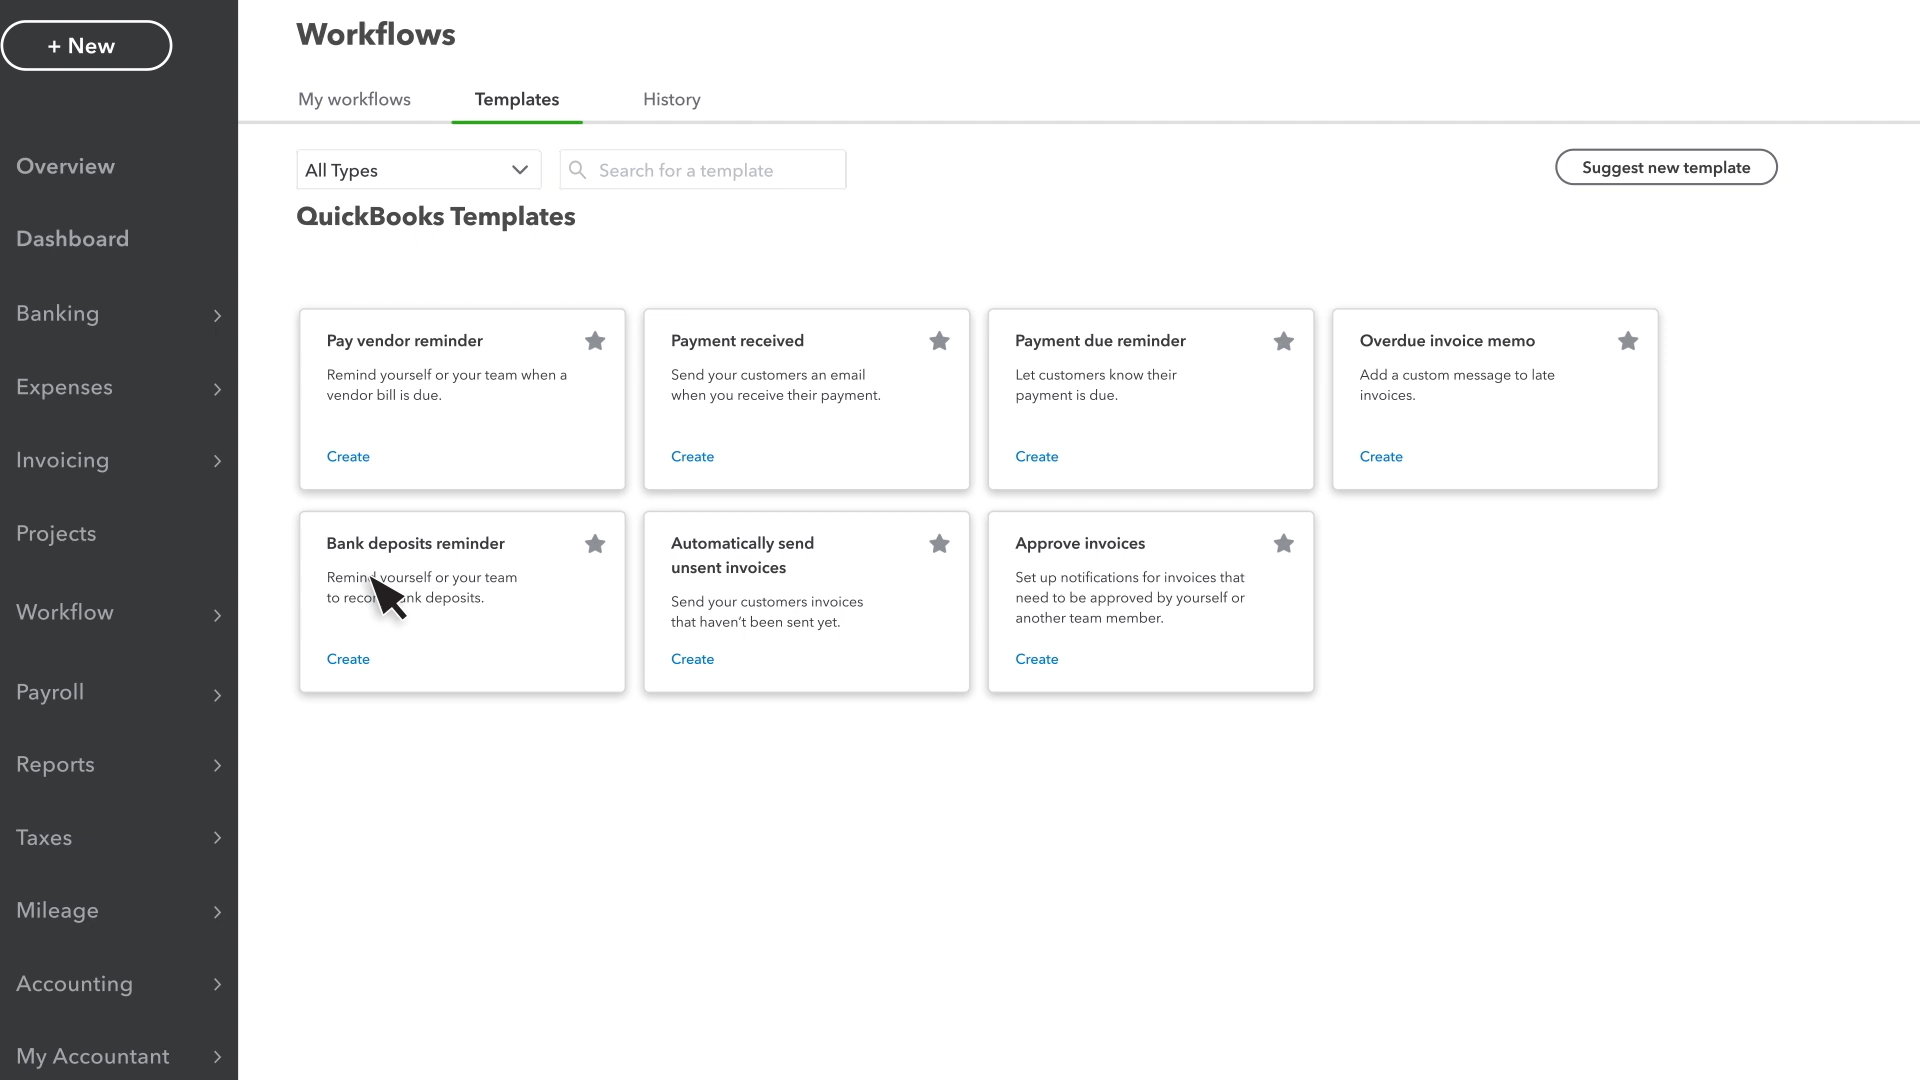 + New
Overview
Dashboard
Banking
Expenses
Invoicing
Projects
Workflow
Payroll
Reports
Taxes
Mileage
Accounting
My Accountant
Workflows
My workflows
Templates
History
All Types
Search for a template
Suggest new template
QuickBooks Templates
Pay vendor reminder
Remind yourself or your team when a
vendor bill is due.
Create
Payment received
Send your customers an email
when you receive their payment.
Create
Payment due reminder
Let customers know their
payment is due.
Create
Overdue invoice memo
Add a custom message to late
invoices.
Create
Bank deposits reminder
Remind yourself or your team
to deposits.
Create
Automatically send
unsent invoices
Send your customers invoices
that haven't been sent yet.
Create
Approve invoices
Set up notifications for invoices that
need to be approved by yourself or
another team member.
Create